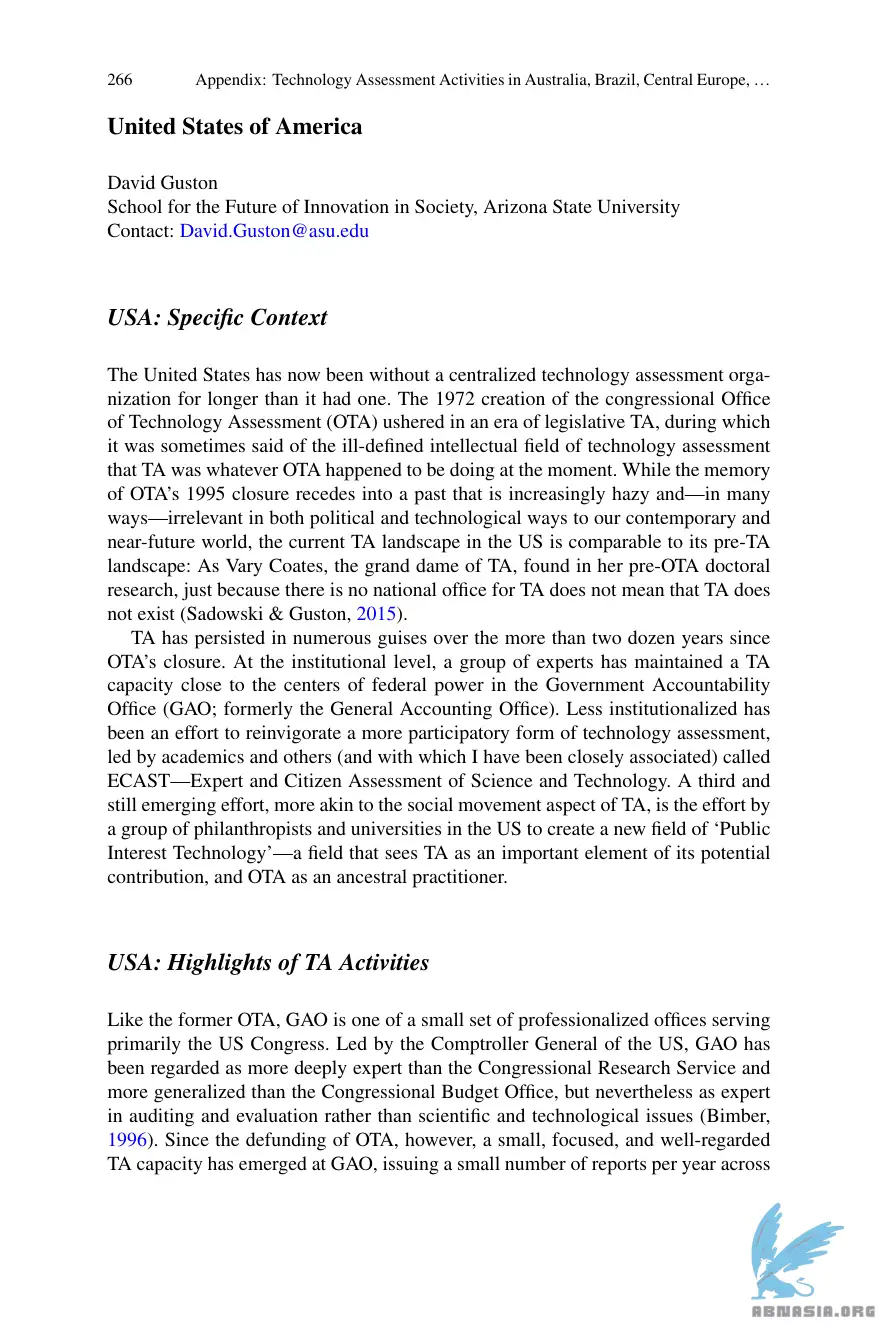 266 Appendix: Technology Assessment Activities in Australia, Brazil, Central Europe, …
United States of America
David Guston
School for the Future of Innovation in Society, Arizona State University
Contact: David.Guston@asu.edu
USA: Specific Context
The United States has now been without a centralized technology assessment orga-
nization for longer than it had one. The 1972 creation of the congressional Office
of Technology Assessment (OTA) ushered in an era of legislative TA, during which
it was sometimes said of the ill-defined intellectual field of technology assessment
that TA was whatever OTA happened to be doing at the moment. While the memory
of OTA’s 1995 closure recedes into a past that is increasingly hazy and—in many
ways—irrelevant in both political and technological ways to our contemporary and
near-future world, the current TA landscape in the US is comparable to its pre-TA
landscape: As Vary Coates, the grand dame of TA, found in her pre-OTA doctoral
research, just because there is no national office for TA does not mean that TA does
not exist (Sadowski & Guston, 2015).
TA has persisted in numerous guises over the more than two dozen years since
OTA’s closure. At the institutional level, a group of experts has maintained a TA
capacity close to the centers of federal power in the Government Accountability
Office (GAO; formerly the General Accounting Office). Less institutionalized has
been an effort to reinvigorate a more participatory form of technology assessment,
led by academics and others (and with which I have been closely associated) called
ECAST—Expert and Citizen Assessment of Science and Technology. A third and
still emerging effort, more akin to the social movement aspect of TA, is the effort by
a group of philanthropists and universities in the US to create a new field of ‘Public
Interest Technology’—a field that sees TA as an important element of its potential
contribution, and OTA as an ancestral practitioner.
USA: Highlights of TA Activities
Like the former OTA, GAO is one of a small set of professionalized offices serving
primarily the US Congress. Led by the Comptroller General of the US, GAO has
been regarded as more deeply expert than the Congressional Research Service and
more generalized than the Congressional Budget Office, but nevertheless as expert
in auditing and evaluation rather than scientific and technological issues (Bimber,
1996). Since the defunding of OTA, however, a small, focused, and well-regarded
TA capacity has emerged at GAO, issuing a small number of reports per year across
ABNASIA.ORG